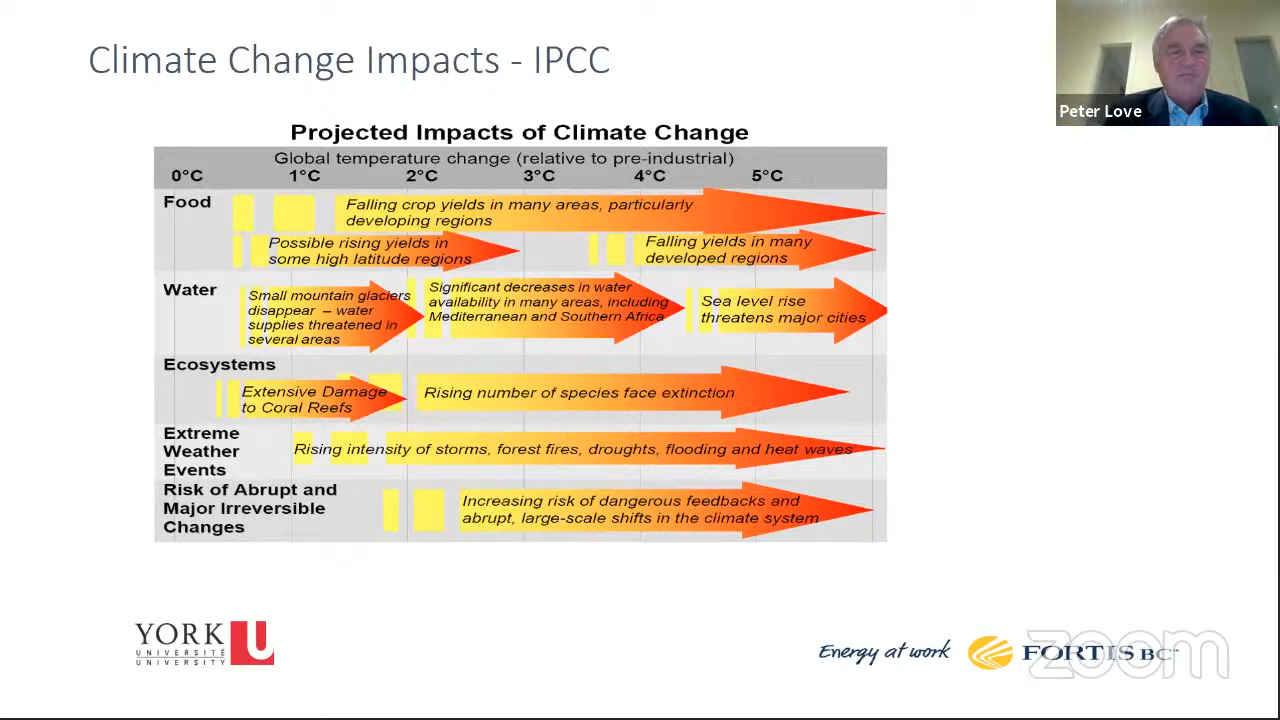 Climate Change Impacts - IPCC
Peter Love
Projected Impacts of Climate Change
Global temperature change (relative to pre-industrial)
0°C 1°C 2°C 3°C 4°C 5°C
Food
Falling crop yields in many areas, particularly
developing regions
Possible rising yields in
some high latitude regions
Falling yields in many
developed regions
Water
Small mountain glaciers
disappear – water
supplies threatened in
several areas
Significant decreases in water
availability in many areas, including
Mediterranean and Southern Africa
Sea level rise
threatens major cities
Ecosystems
Extensive Damage
to Coral Reefs
Rising number of species face extinction
Extreme
Weather
Events
Rising intensity of storms, forest fires, droughts, flooding and heat waves
Risk of Abrupt and
Major Irreversible
Changes
Increasing risk of dangerous feedbacks and
abrupt, large-scale shifts in the climate system
YORK U
UNIVERSITÉ
UNIVERSITY
Energy at work
FORTIS BC™
zoom